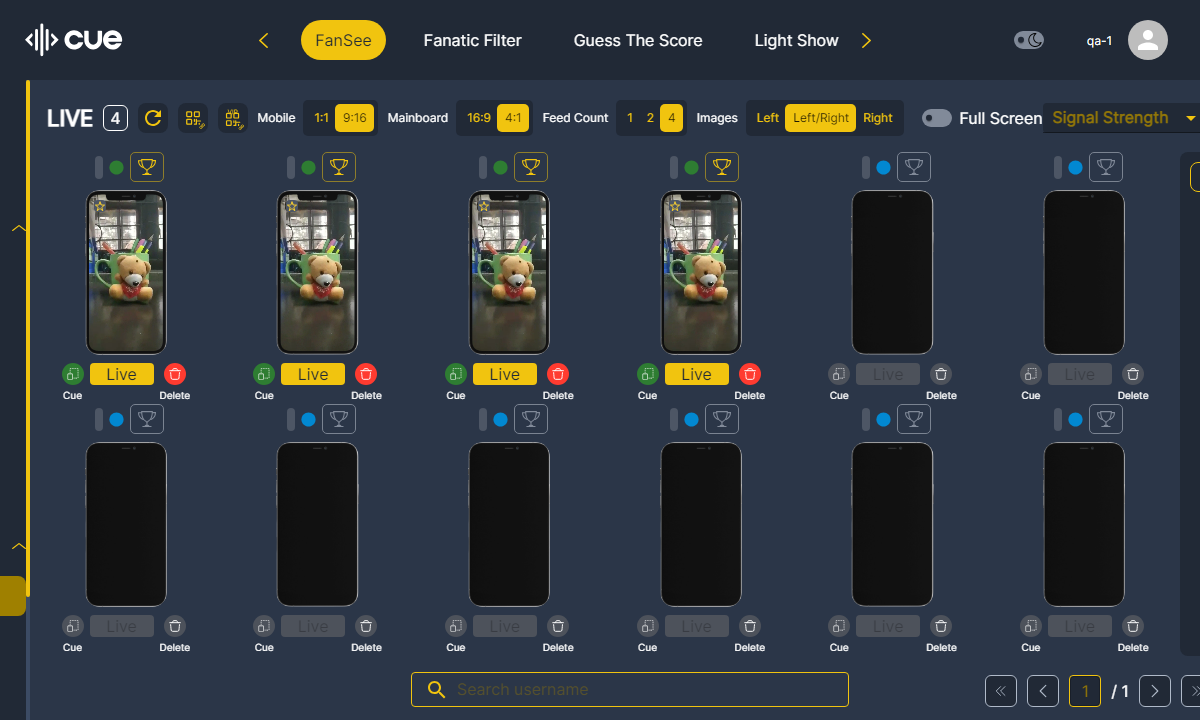 cue FanSee Fanatic Filter Guess The Score Light Show qa-1
LIVE 4 Mobile 1:1 9:16 Mainboard 16:9 4:1 Feed Count 1 2 4 Images Left Left/Right Right Full Screen Signal Strength
Live Live Live Live Live Live
Cue Delete Cue Delete Cue Delete Cue Delete Cue Delete Cue Delete
Live Live Live Live Live Live
Cue Delete Cue Delete Cue Delete Cue Delete Cue Delete Cue Delete
Search username 1 / 1